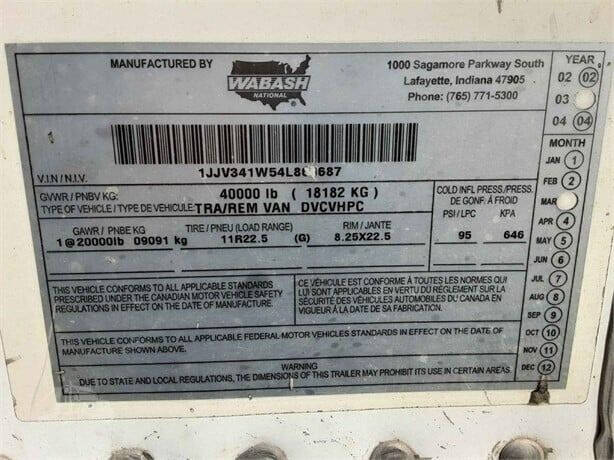 MANUFACTURED BY
WABASH
NATIONAL
1000 Sagamore Parkway South
Lafayette, Indiana 47905
Phone: (765) 771-5300
YEAR
02 02
03
04 04
MONTH
JAN 1
FEB 2
MAR
APR 4
MAY 5
JUN 6
JUL 7
AUG 8
SEP 9
OCT 10
NOV 11
DEC 12
V.I.N / N.I.V.
GVWR / PNBV KG: 40000 lb ( 18182 KG )
TYPE OF VEHICLE / TYPE DE VEHICULE: TRA/REM VAN DVCVHPC
COLD INFL PRESS/PRESS.
DE GONF. À FROID
GAWR / PNBE KG: TIRE / PNEU (LOAD RANGE) RIM / JANTE PSI / LPC KPA
1@20000lb 09091 kg 11R22.5 (G) 8.25X22.5 95 646
THIS VEHICLE CONFORMS TO ALL APPLICABLE STANDARDS
PRESCRIBED UNDER THE CANADIAN MOTOR VEHICLE SAFETY
REGULATIONS IN EFFECT ON THE DATE OF MANUFACTURE.
CE VÉHICULE EST CONFORME À TOUTES LES NORMES QUI
LUI SONT APPLICABLES EN VERTU DU RÉGLEMENT SUR LA
SÉCURITÉ DES VÉHICULES AUTOMOBILES DU CANADA EN
VIGUEUR À LA DATE DE SA FABRICATION.
THIS VEHICLE CONFORMS TO ALL APPLICABLE FEDERAL MOTOR VEHICLES STANDARDS IN EFFECT ON THE DATE OF
MANUFACTURE SHOWN ABOVE.
WARNING
DUE TO STATE AND LOCAL REGULATIONS, THE DIMENSIONS OF THIS TRAILER MAY PROHIBIT ITS USE IN CERTAIN AREAS.